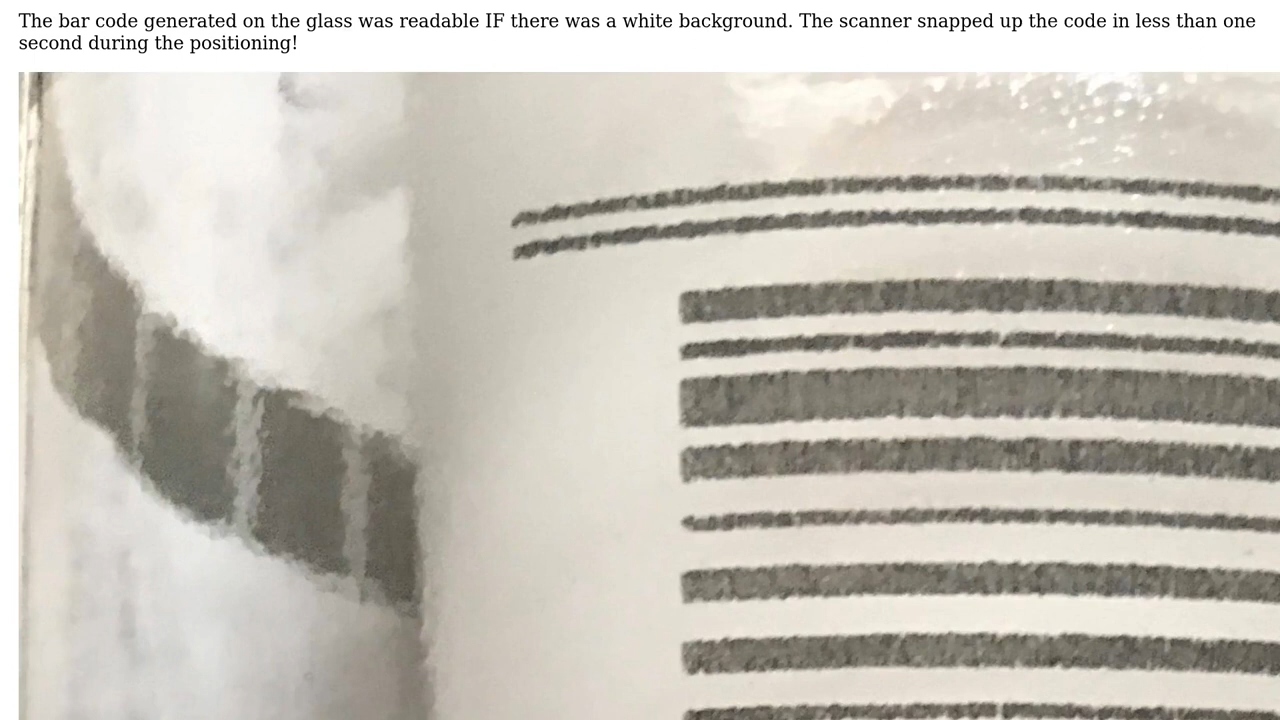 The bar code generated on the glass was readable IF there was a white background. The scanner snapped up the code in less than one
second during the positioning!